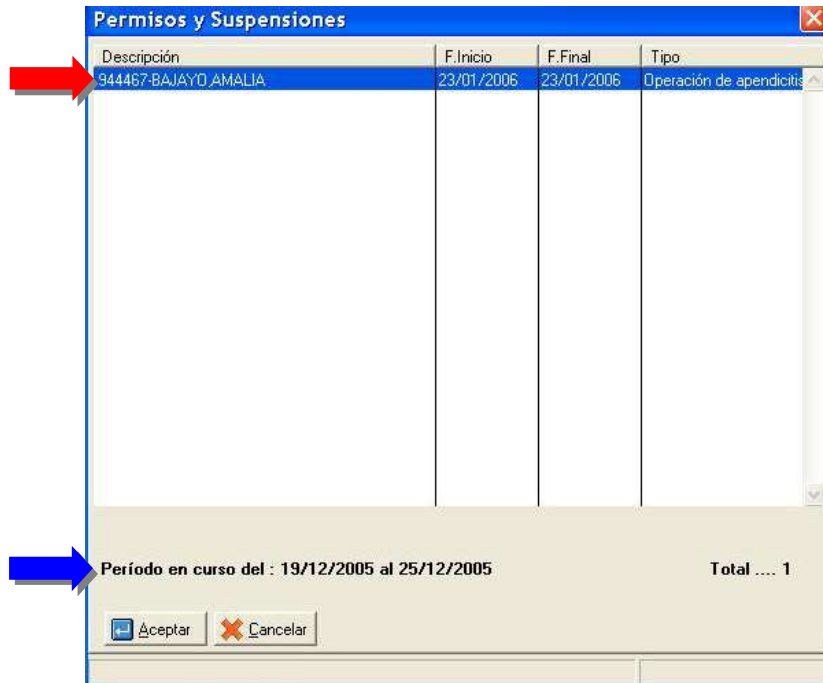 Permisos y Suspensiones
Descripción F.Inicio F.Final Tipo
944467-BAJAYO,AMALIA 23/01/2006 23/01/2006 Operación de apendicitis
Período en curso del : 19/12/2005 al 25/12/2005 Total .... 1
Aceptar Cancelar